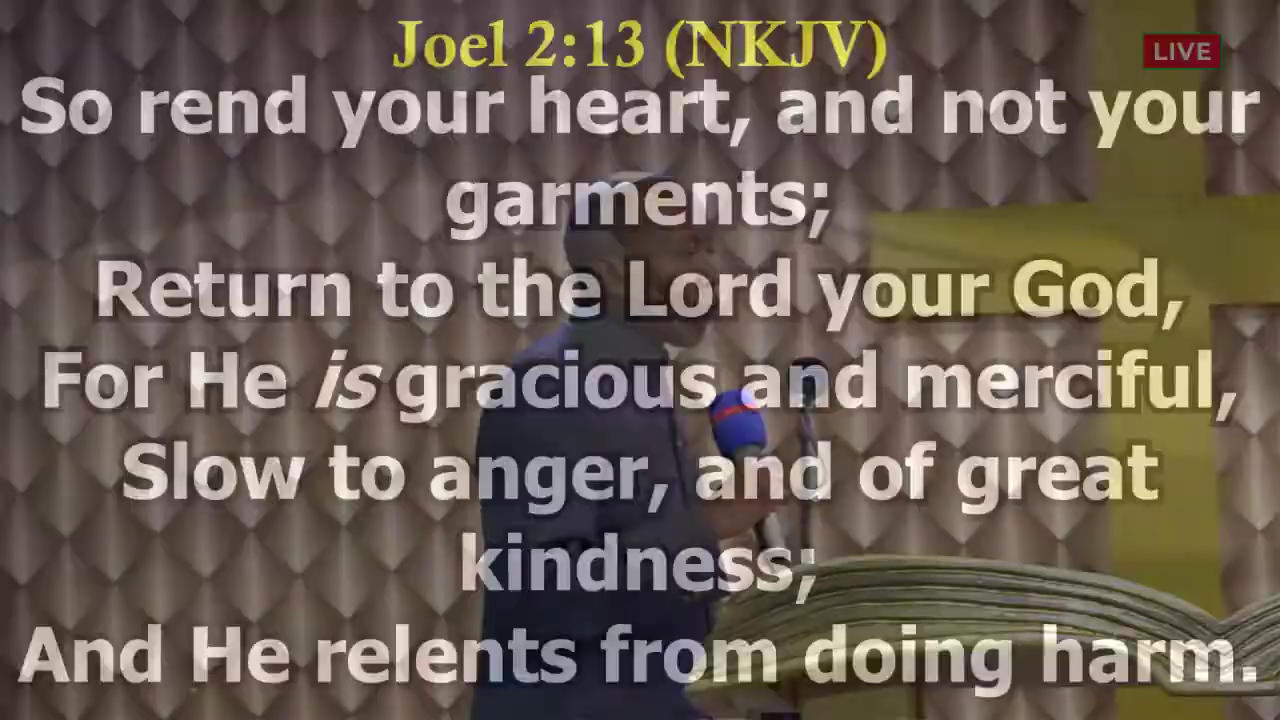 Joel 2:13 (NKJV)
LIVE
So rend your heart, and not your
garments;
Return to the Lord your God,
For He is gracious and merciful,
Slow to anger, and of great
kindness;
And He relents from doing harm.